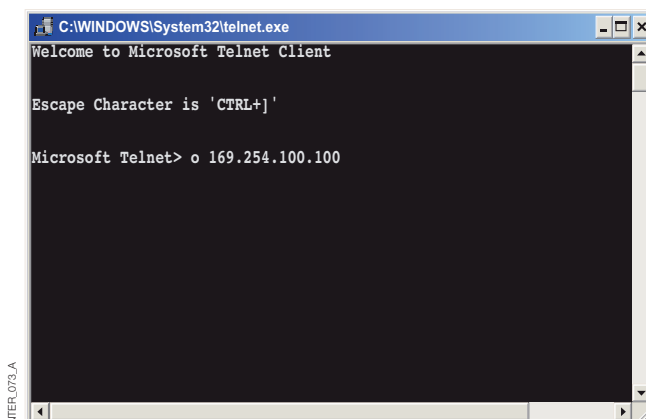 C:\WINDOWS\System32\telnet.exe
Welcome to Microsoft Telnet Client
Escape Character is 'CTRL+]'
Microsoft Telnet> o 169.254.100.100